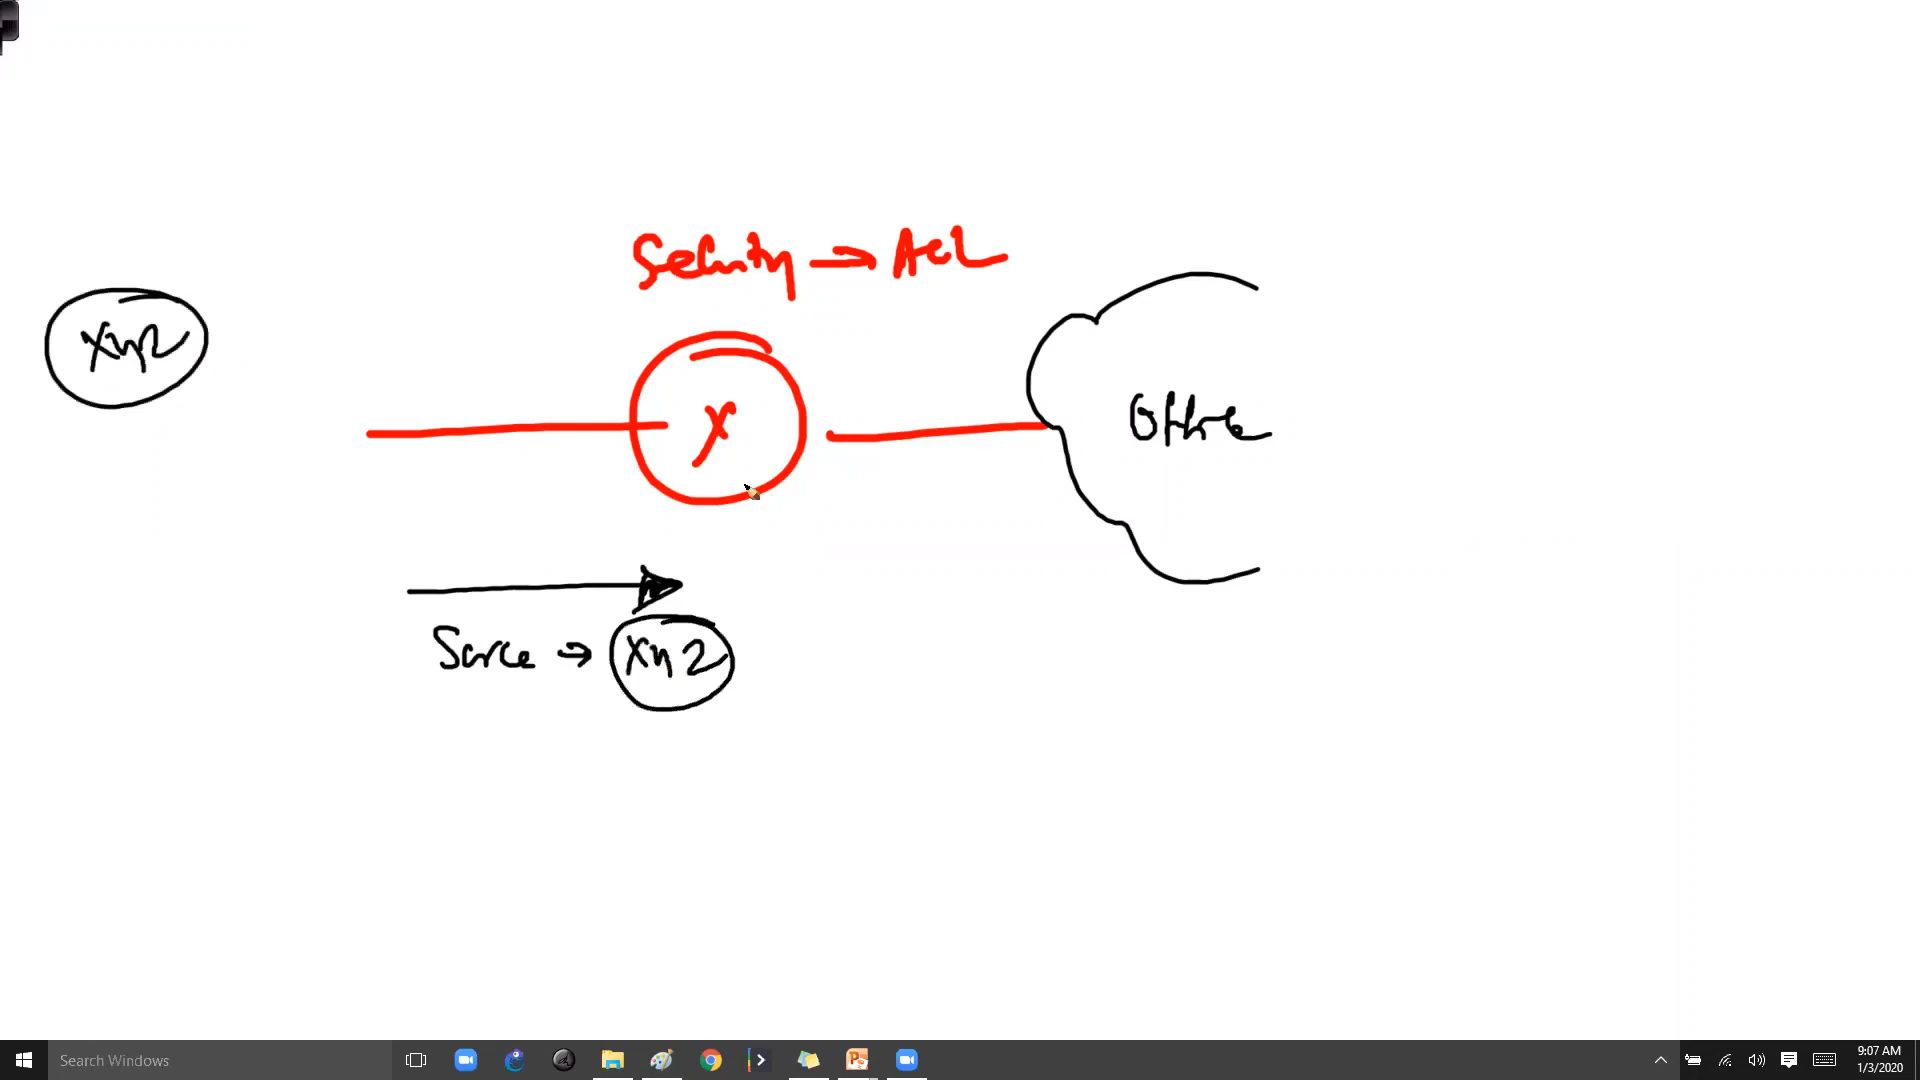 Security → ACL
Xyz
X
Office
Source → Xyz
Search Windows
9:07 AM
1/3/2020